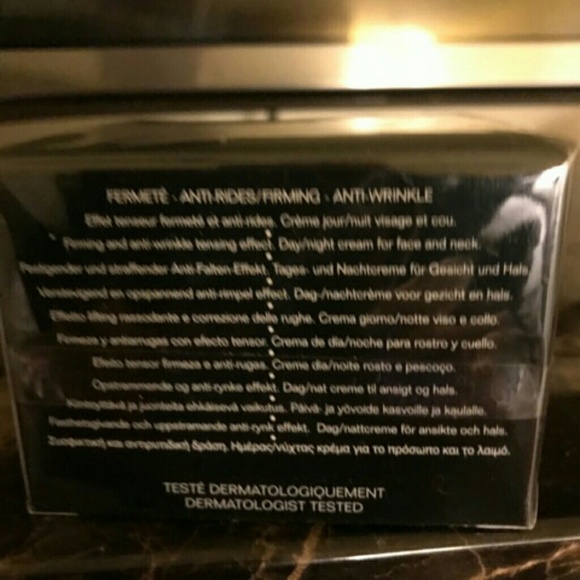 FERMETÉ - ANTI-RIDES/FIRMING - ANTI-WRINKLE
Effet tenseur fermeté et anti-rides. Crème jour/nuit visage et cou.
Firming and anti-wrinkle tensing effect. Day/night cream for face and neck.
und straffender Anti-Falten-Effekt. Tages- und Nachtcreme für Gesicht und Hals.
en opspannend anti-rimpel effect. Dag-/nachtcrème voor gezicht en hals.
Effetto lifting rassodante e correzione delle rughe. Crema giorno/notte viso e collo.
Firmeza y antiarrugas con efecto tensor. Crema de día/noche para rostro y cuello.
Efeito tensor firmeza e anti-rugas. Creme dia/noite rosto e pescoço.
Opstrammende og anti-rynke effekt. Dag/nat creme til ansigt og hals.
Kiinteyttävä ja juonteita ehkäisevä vaikutus. Päivä- ja yövoide kasvoille ja kaulalle.
och uppstramande anti-rynk effekt. Dag/nattcreme för ansikte och hals.
Συσφιγκτική και αντιρυτιδική δράση. Ημέρας/νύχτας κρέμα για το πρόσωπο και το λαιμό.
TESTÉ DERMATOLOGIQUEMENT
DERMATOLOGIST TESTED